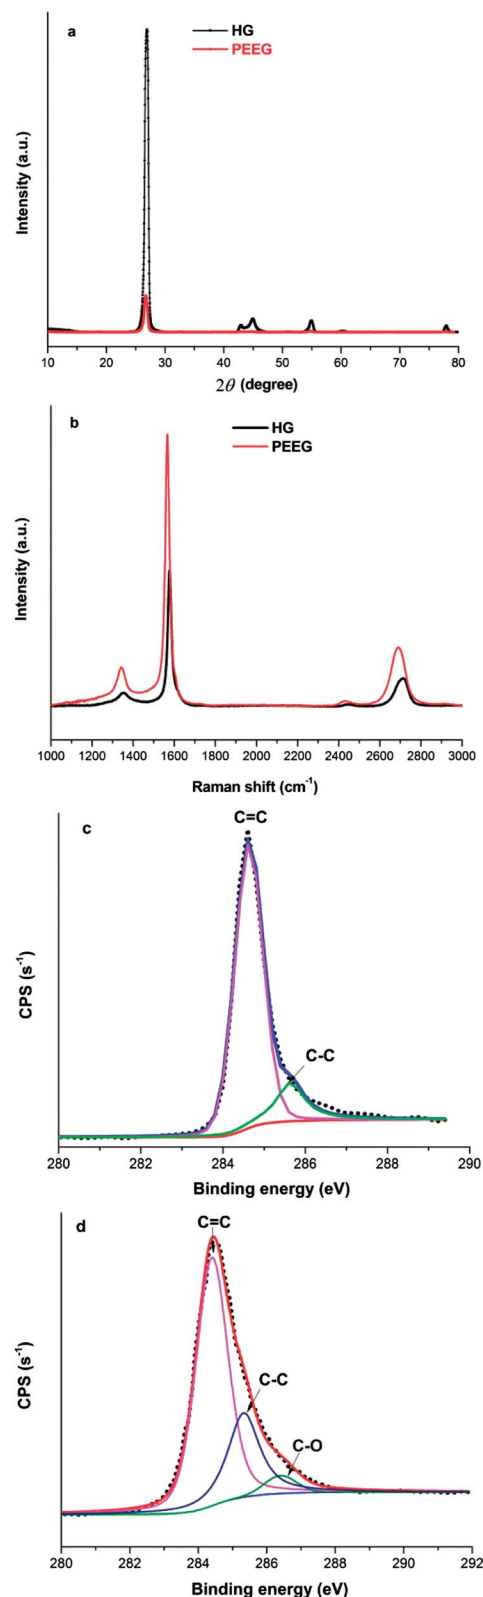 a
HG
PEEG
Intensity (a.u.)
10 20 30 40 50 60 70 80
2θ (degree)
b
HG
PEEG
Intensity (a.u.)
1000 1200 1400 1600 1800 2000 2200 2400 2600 2800 3000
Raman shift (cm⁻¹)
c
C=C
C-C
CPS (s⁻¹)
280 282 284 286 288 290
Binding energy (eV)
d
C=C
C-C
C-O
CPS (s⁻¹)
280 282 284 286 288 290 292
Binding energy (eV)